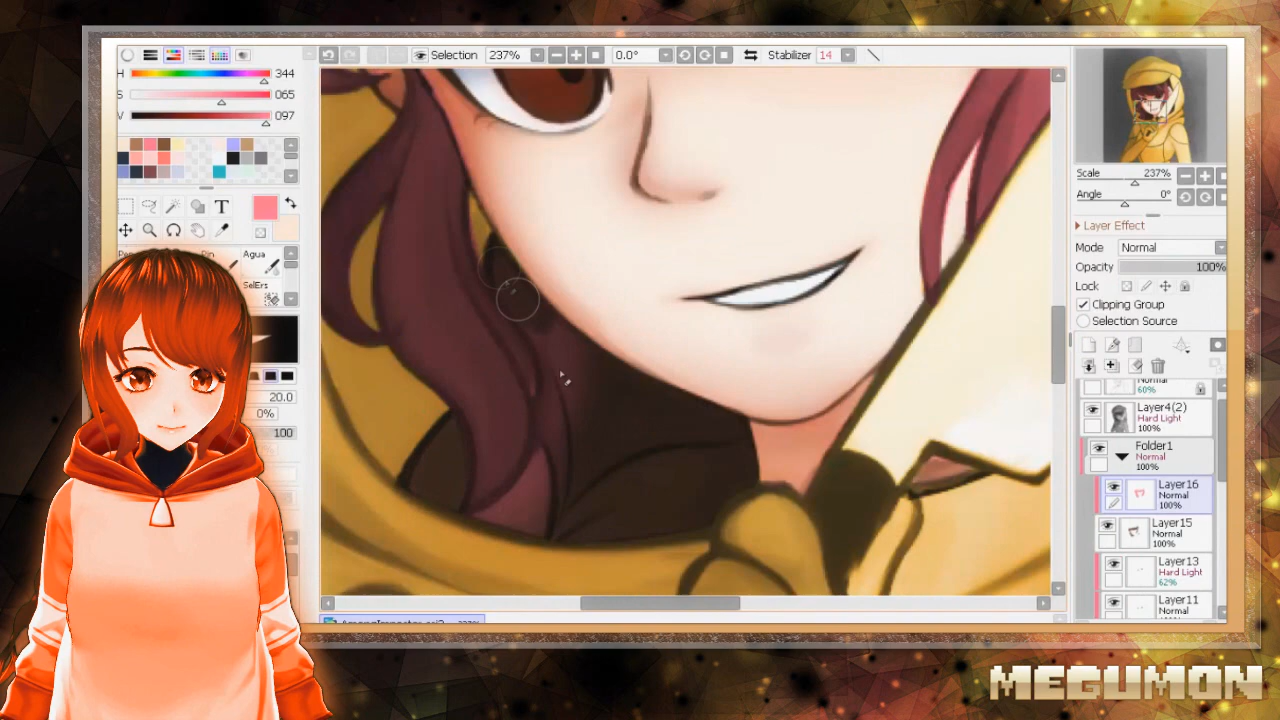 H 344
S 065
V 097
Selection 237% 0.0° Stabilizer 14
T
Pin Agua
SelErs
20.0
0%
100
Scale 237%
Angle 0°
Layer Effect
Mode Normal
Opacity 100%
Lock
Clipping Group
Selection Source
Normal
60%
Layer4(2)
Hard Light
100%
Folder1
Normal
100%
Layer16
Normal
100%
Layer15
Normal
100%
Layer13
Hard Light
62%
Layer11
Normal
MEGUMON